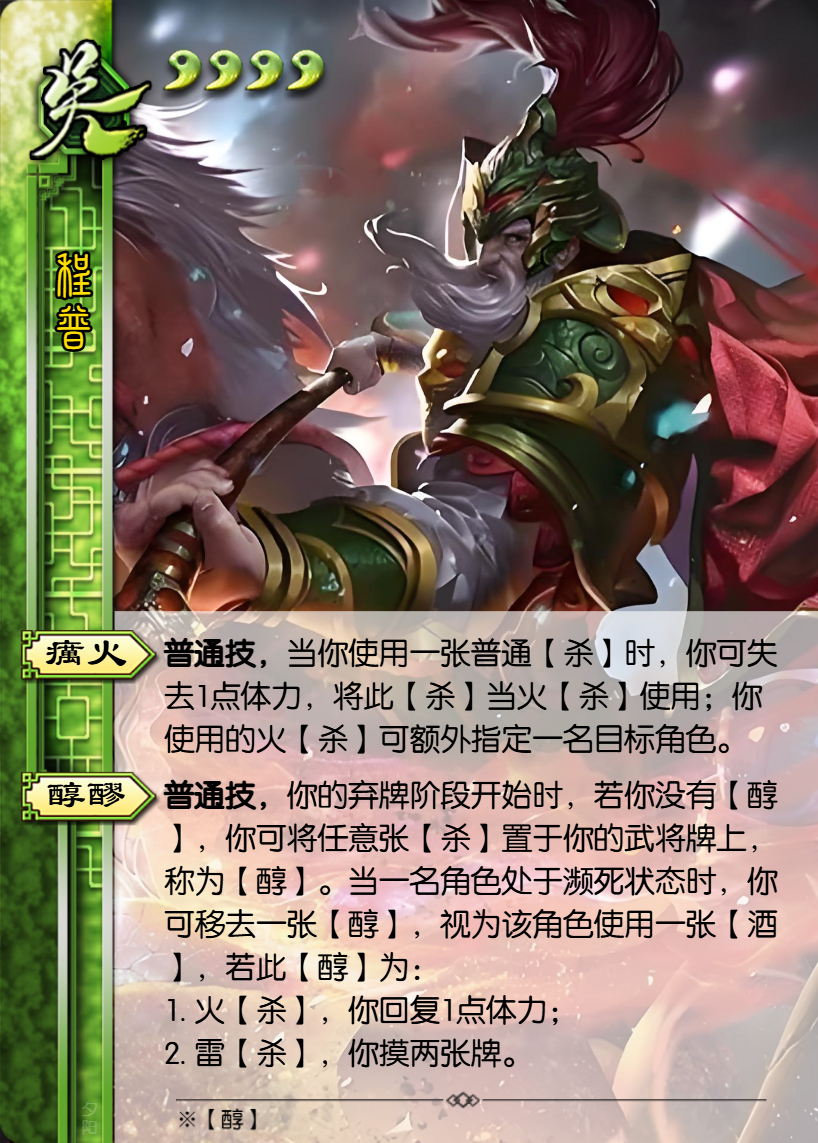 吴
程普
癘火
普通技，当你使用一张普通【杀】时，你可失
去1点体力，将此【杀】当火【杀】使用；你
使用的火【杀】可额外指定一名目标角色。
醇醪
普通技，你的弃牌阶段开始时，若你没有【醇
】，你可将任意张【杀】置于你的武将牌上，
称为【醇】。当一名角色处于濒死状态时，你
可移去一张【醇】，视为该角色使用一张【酒
】，若此【醇】为：
1. 火【杀】，你回复1点体力；
2. 雷【杀】，你摸两张牌。
※【醇】
夕阳